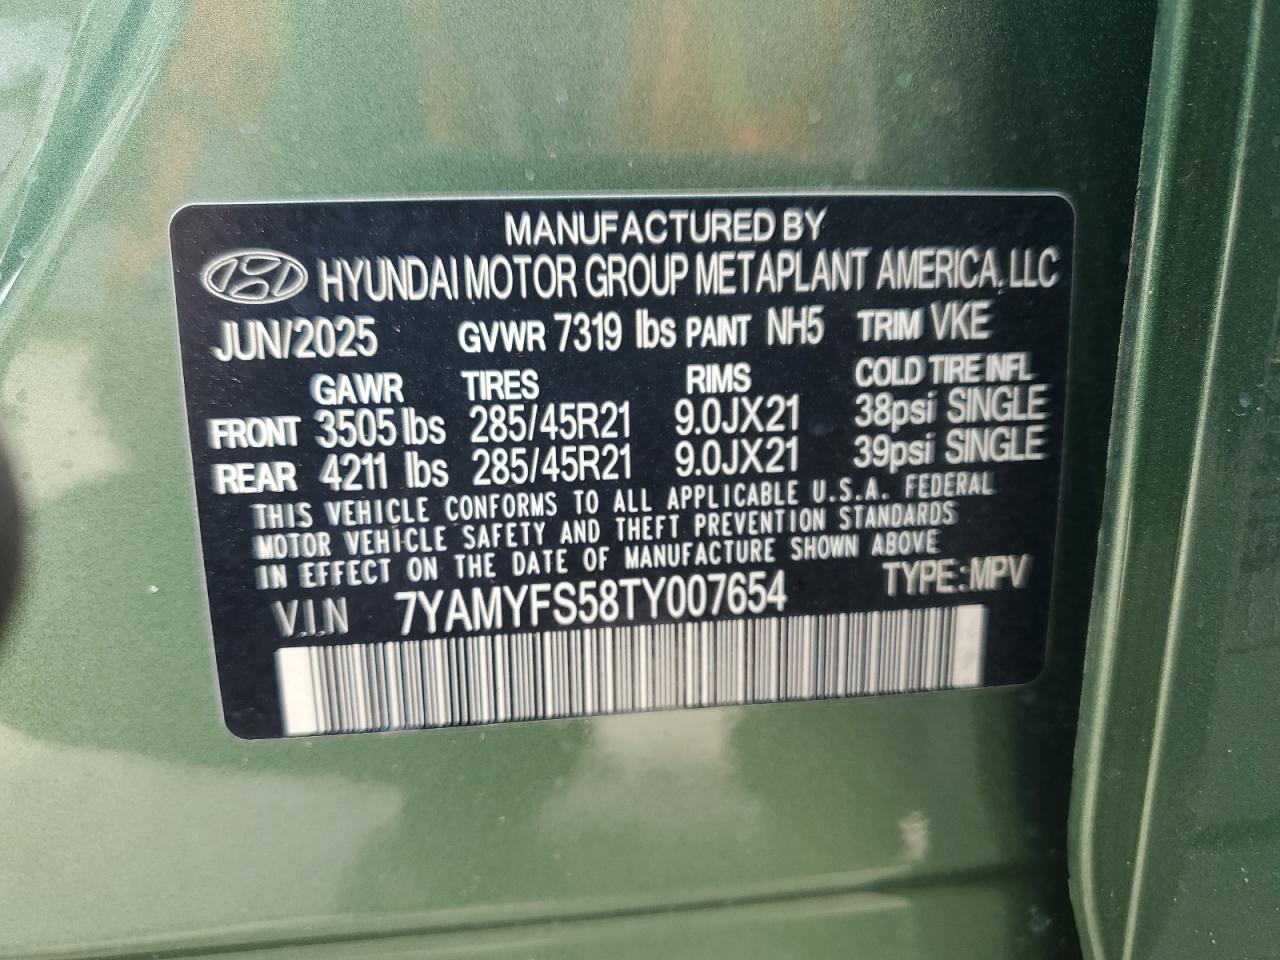 MANUFACTURED BY
HYUNDAI MOTOR GROUP METAPLANT AMERICA, LLC
JUN/2025 GVWR 7319 lbs PAINT NH5 TRIM VKE
GAWR TIRES RIMS COLD TIRE INFL
FRONT 3505 lbs 285/45R21 9.0JX21 38psi SINGLE
REAR 4211 lbs 285/45R21 9.0JX21 39psi SINGLE
THIS VEHICLE CONFORMS TO ALL APPLICABLE U.S.A. FEDERAL
MOTOR VEHICLE SAFETY AND THEFT PREVENTION STANDARDS
IN EFFECT ON THE DATE OF MANUFACTURE SHOWN ABOVE
V.I.N 7YAMYFS58TY007654 TYPE: MPV